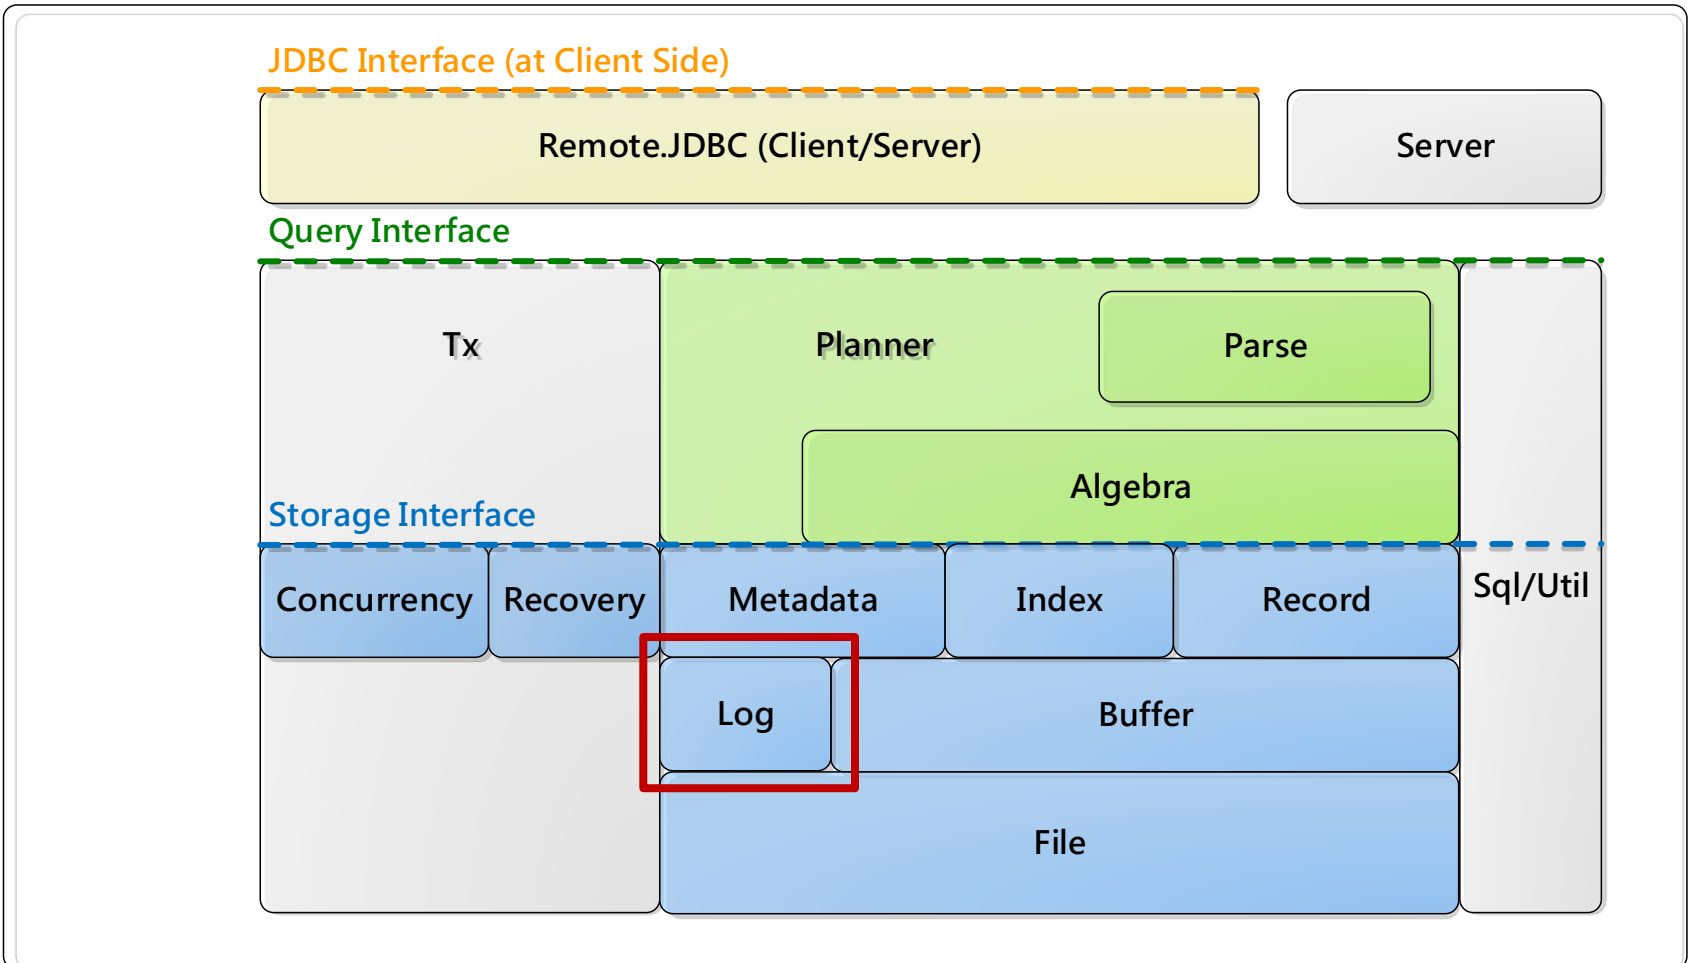 JDBC Interface (at Client Side)
Remote.JDBC (Client/Server)
Server
Query Interface
Tx
Planner
Parse
Algebra
Storage Interface
Concurrency
Recovery
Metadata
Index
Record
Sql/Util
Log
Buffer
File